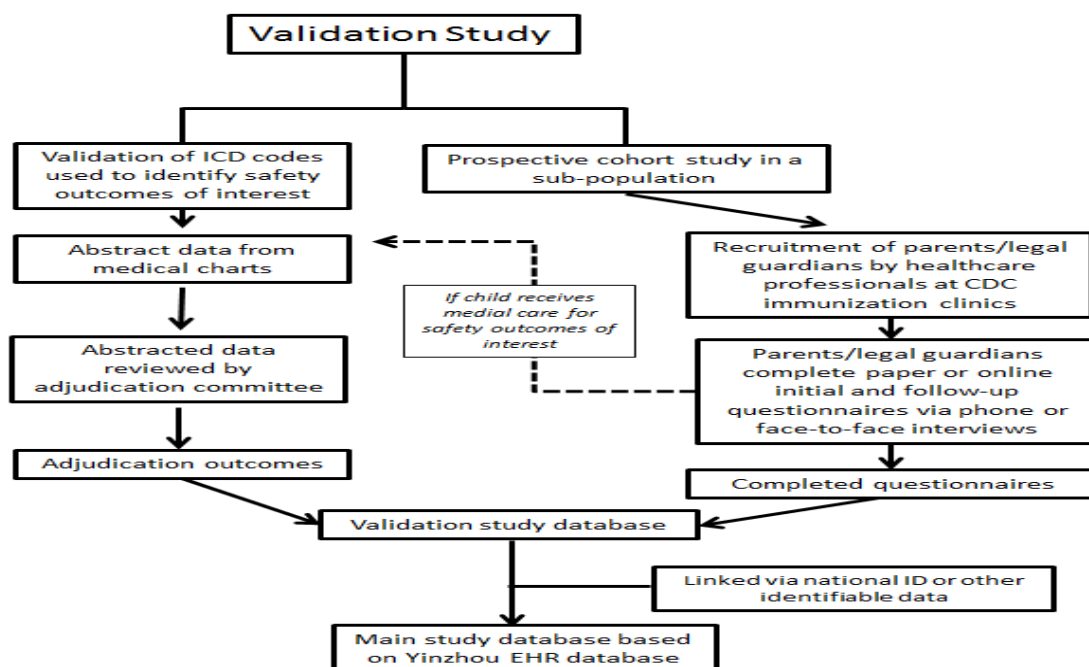 Validation Study
Validation of ICD codes
used to identify safety
outcomes of interest
Prospective cohort study in a
sub-population
Abstract data from
medical charts
Recruitment of parents/legal
guardians by healthcare
professionals at CDC
immunization clinics
If child receives
medial care for
safety outcomes of
interest
Abstracted data
reviewed by
adjudication committee
Parents/legal guardians
complete paper or online
initial and follow-up
questionnaires via phone or
face-to-face interviews
Adjudication outcomes
Completed questionnaires
Validation study database
Linked via national ID or other
identifiable data
Main study database based
on Yinzhou EHR database